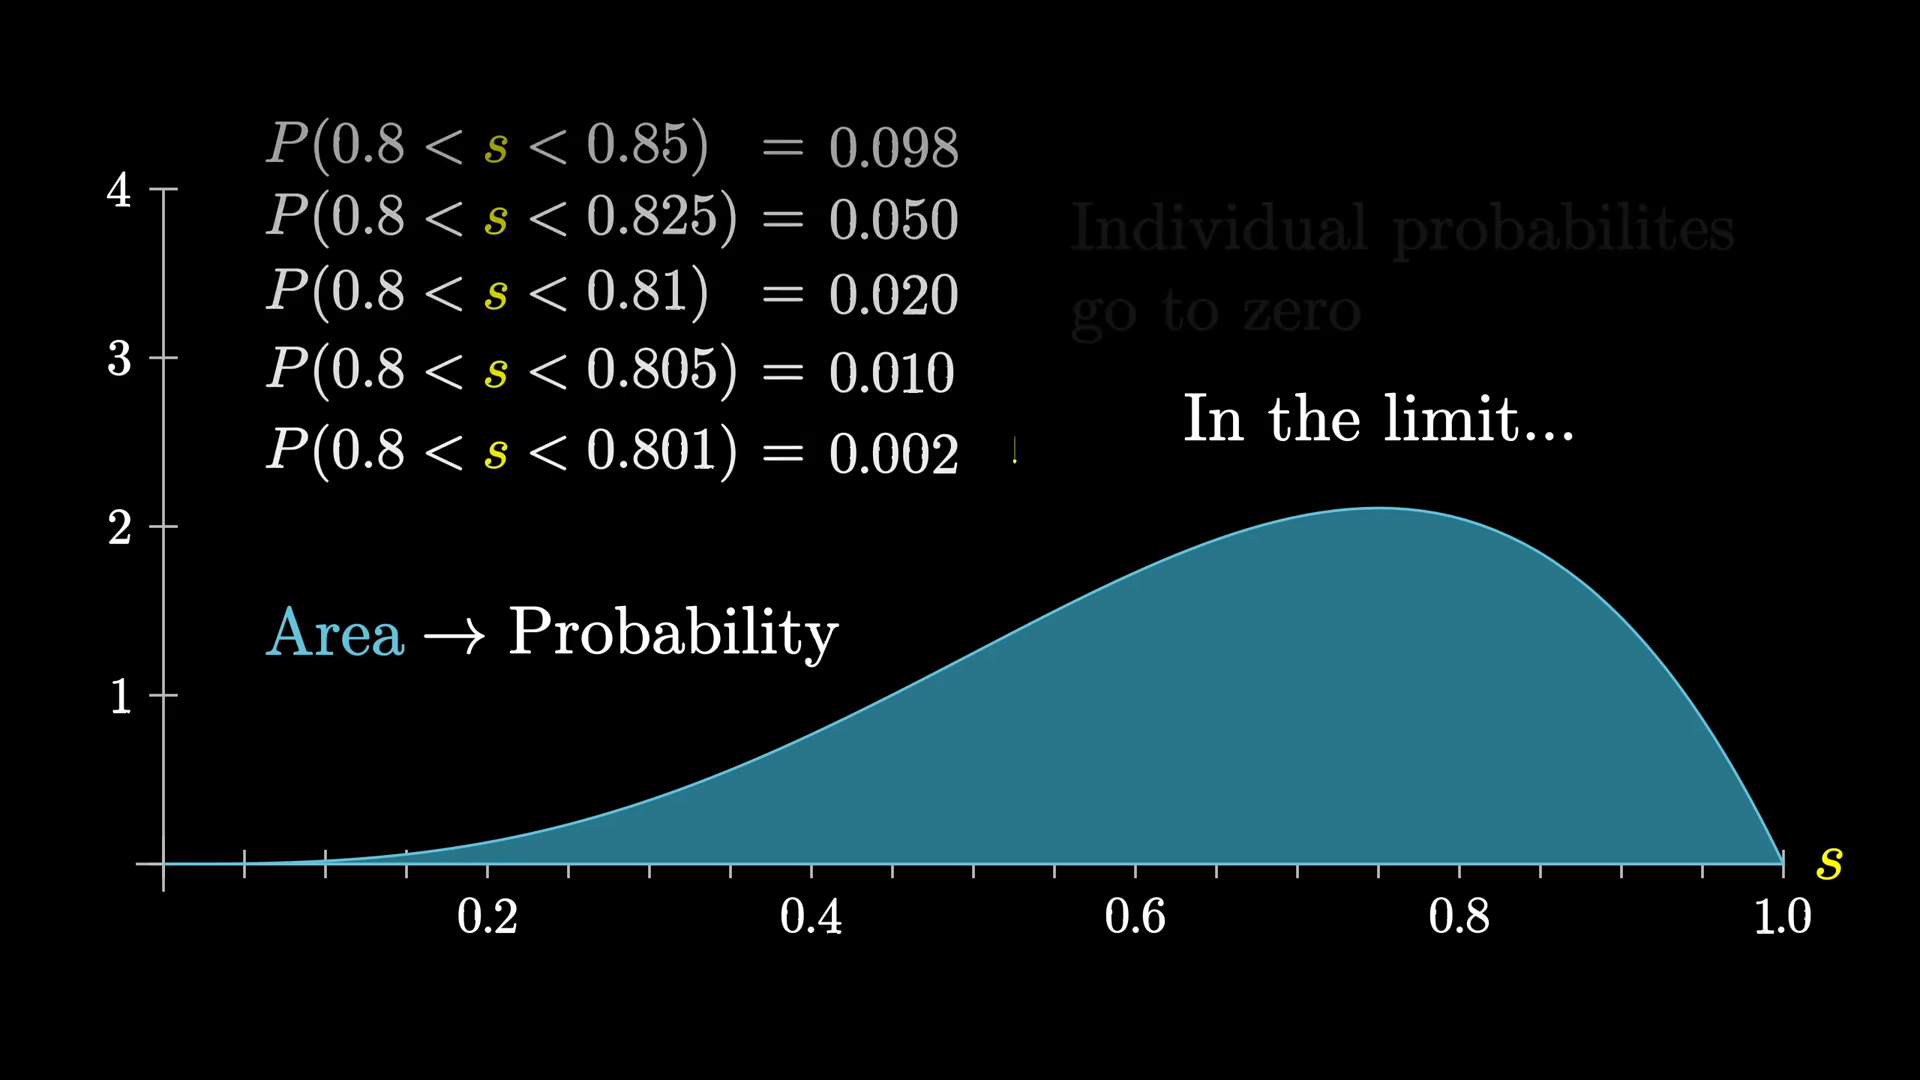 P(0.8 < s < 0.85) = 0.098
P(0.8 < s < 0.825) = 0.050
P(0.8 < s < 0.81) = 0.020
P(0.8 < s < 0.805) = 0.010
P(0.8 < s < 0.801) = 0.002
Individual probabilites
go to zero
In the limit...
Area → Probability
4
3
2
1
s
0.2 0.4 0.6 0.8 1.0